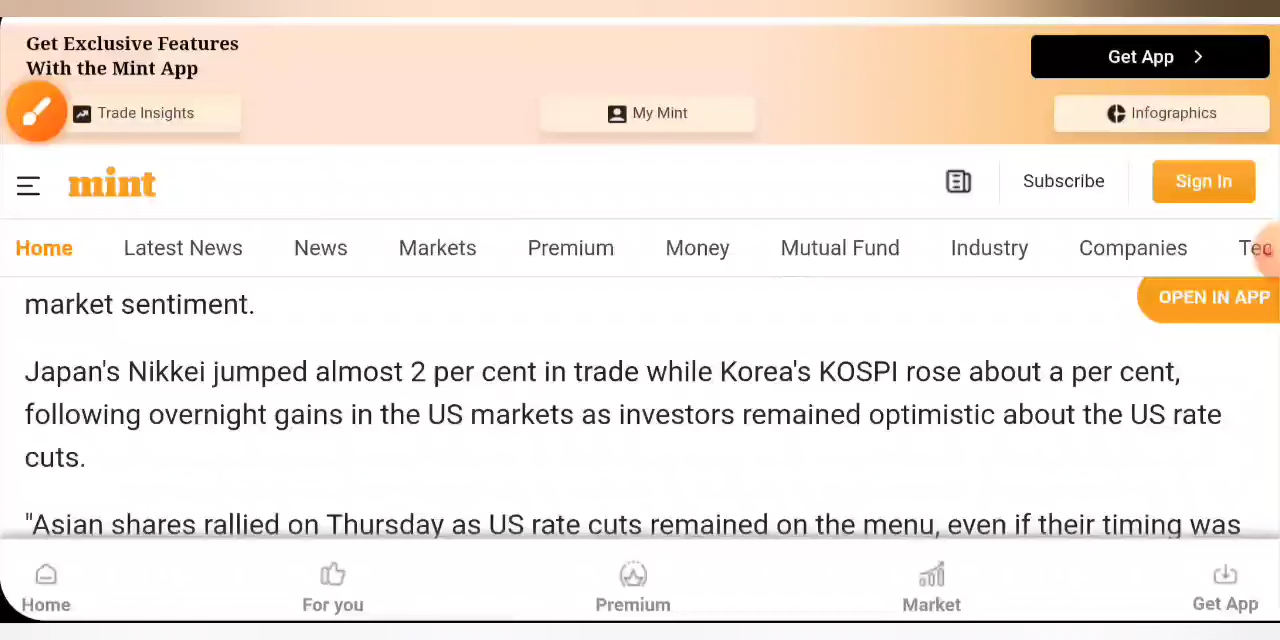 Get Exclusive Features
With the Mint App
Get App
Trade Insights
My Mint
Infographics
mint
Subscribe
Sign In
Home Latest News News Markets Premium Money Mutual Fund Industry Companies
OPEN IN APP
market sentiment.
Japan's Nikkei jumped almost 2 per cent in trade while Korea's KOSPI rose about a per cent,
following overnight gains in the US markets as investors remained optimistic about the US rate
cuts.
"Asian shares rallied on Thursday as US rate cuts remained on the menu, even if their timing was
Home For you Premium Market Get App